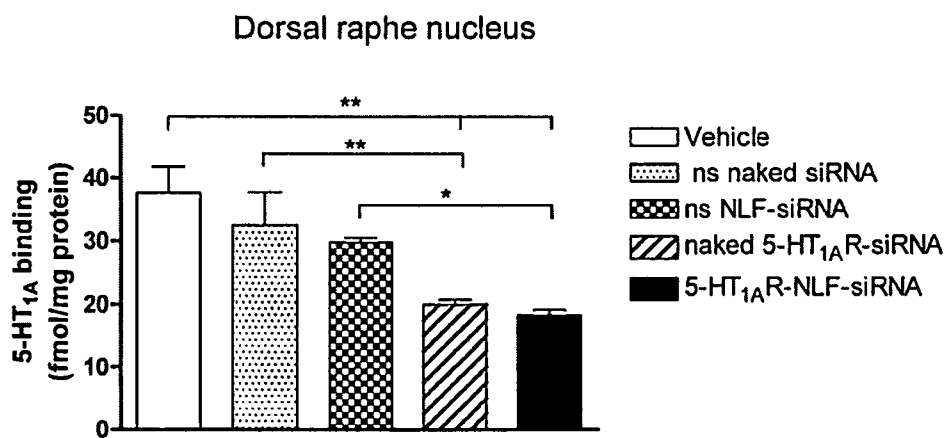 Dorsal raphe nucleus
5-HT1A binding
(fmol/mg protein)
50
40
30
20
10
0
**
**
*
Vehicle
ns naked siRNA
ns NLF-siRNA
naked 5-HT1AR-siRNA
5-HT1AR-NLF-siRNA